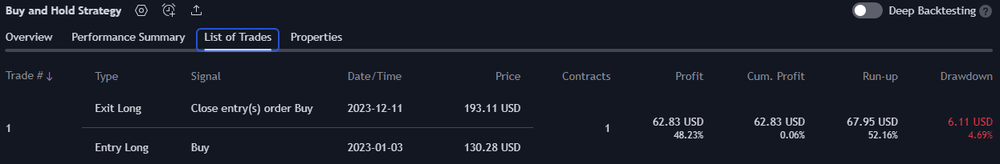 Buy and Hold Strategy Deep Backtesting ?
Overview Performance Summary List of Trades Properties
Trade # ↓ Type Signal Date/Time Price Contracts Profit Cum. Profit Run-up Drawdown
Exit Long Close entry(s) order Buy 2023-12-11 193.11 USD
1 1 62.83 USD 62.83 USD 67.95 USD 6.11 USD
48.23% 0.06% 52.16% 4.69%
Entry Long Buy 2023-01-03 130.28 USD